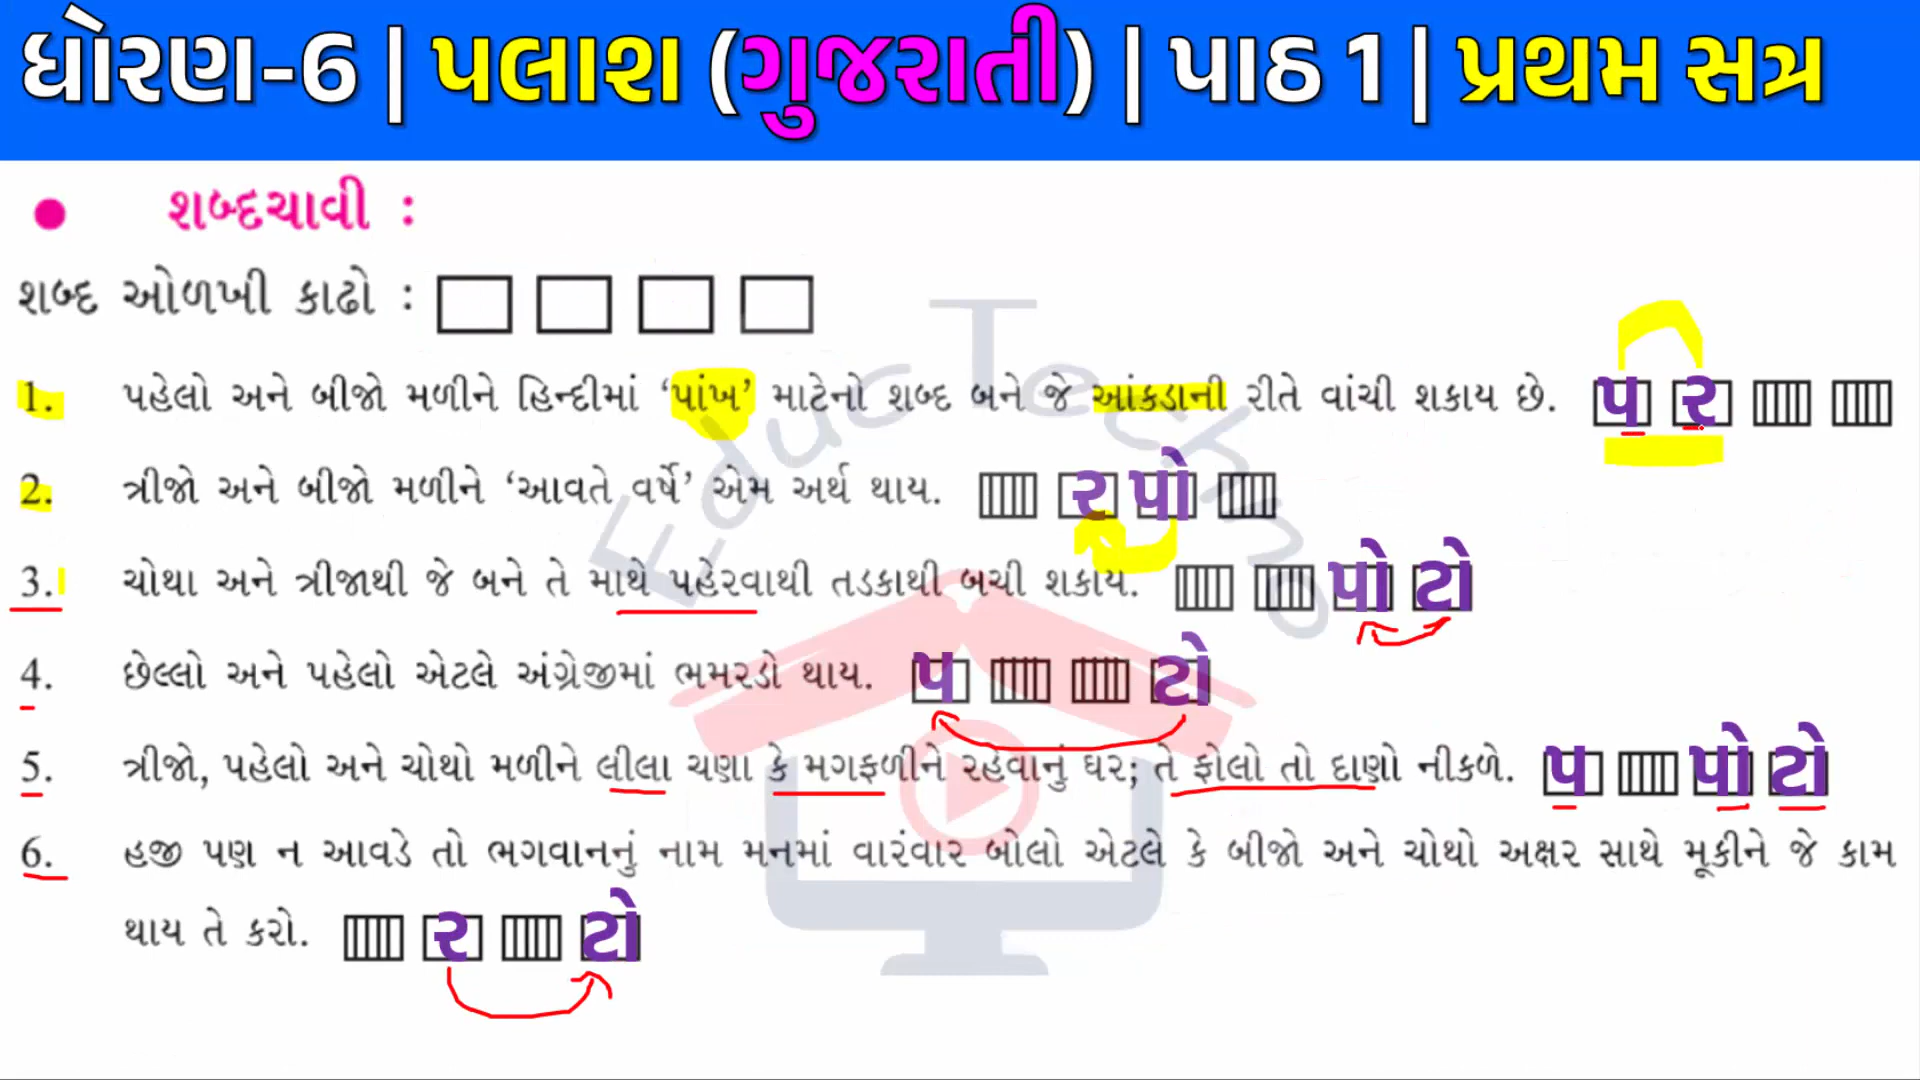 ધોરણ-6 | પલાશ (ગુજરાતી) | પાઠ 1 | પ્રથમ સત્ર
● શબ્દચાવી :
શબ્દ ઓળખી કાઢો :
1. પહેલો અને બીજો મળીને હિન્દીમાં ‘પાંખ’ માટેનો શબ્દ બને જે આંકડાની રીતે વાંચી શકાય છે. પ ર
2. ત્રીજો અને બીજો મળીને ‘આવતે વર્ષે’ એમ અર્થ થાય. ર પો
3. ચોથા અને ત્રીજાથી જે બને તે માથે પહેરવાથી તડકાથી બચી શકાય. પો ટો
4. છેલ્લો અને પહેલો એટલે અંગ્રેજીમાં ભમરડો થાય. પ ટો
5. ત્રીજો, પહેલો અને ચોથો મળીને લીલા ચણા કે મગફળીને રહેવાનું ઘર; તે ફોલો તો દાણો નીકળે. પ પો ટો
6. હજી પણ ન આવડે તો ભગવાનનું નામ મનમાં વારંવાર બોલો એટલે કે બીજો અને ચોથો અક્ષર સાથે મૂકીને જે કામ
થાય તે કરો. ર ટો
Educ Techno